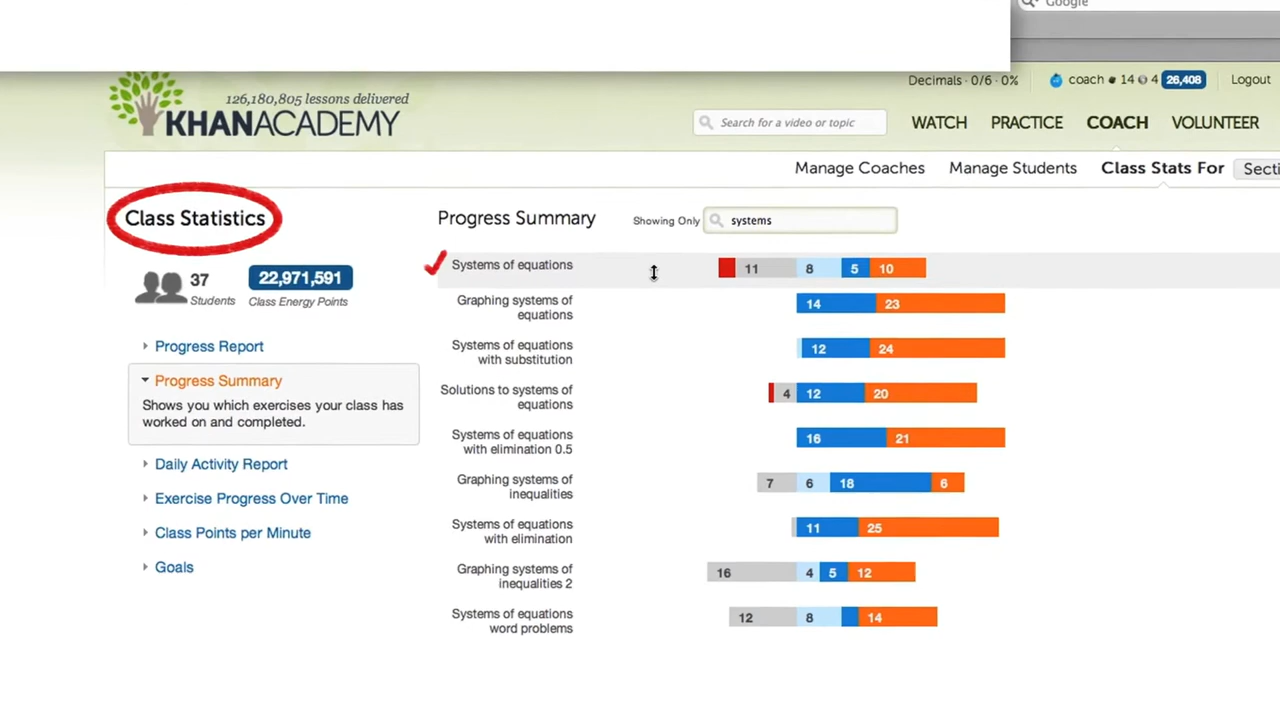 Google
Decimals · 0/6 · 0%
coach 14 4 26,408 Logout
126,180,805 lessons delivered
KHANACADEMY
Search for a video or topic
WATCH PRACTICE COACH VOLUNTEER
Manage Coaches Manage Students Class Stats For Secti
Class Statistics
37
Students
22,971,591
Class Energy Points
Progress Report
Progress Summary
Shows you which exercises your class has
worked on and completed.
Daily Activity Report
Exercise Progress Over Time
Class Points per Minute
Goals
Progress Summary Showing Only systems
Systems of equations 11 8 5 10
Graphing systems of
equations 14 23
Systems of equations
with substitution 12 24
Solutions to systems of
equations 4 12 20
Systems of equations
with elimination 0.5 16 21
Graphing systems of
inequalities 7 6 18 6
Systems of equations
with elimination 11 25
Graphing systems of
inequalities 2 16 4 5 12
Systems of equations
word problems 12 8 14